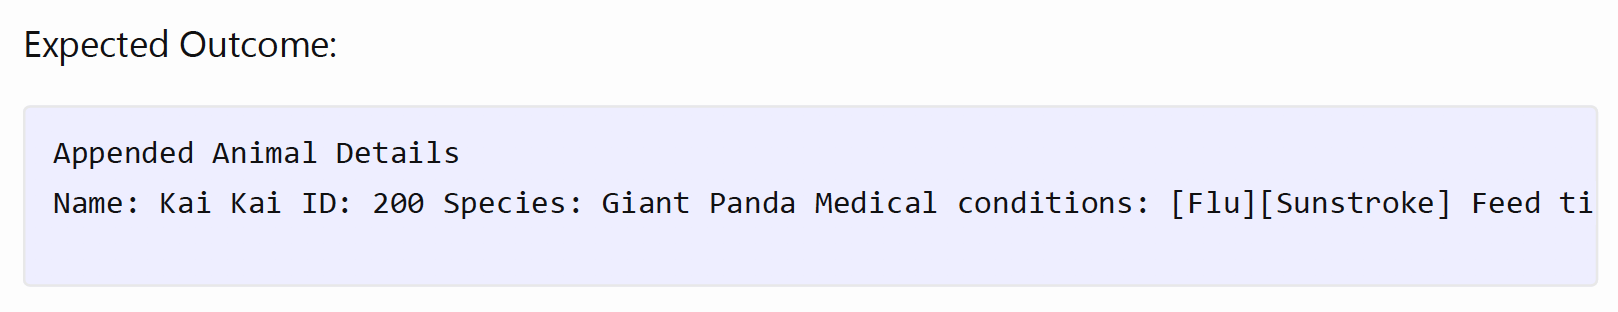 Expected Outcome:
Appended Animal Details
Name: Kai Kai ID: 200 Species: Giant Panda Medical conditions: [Flu][Sunstroke] Feed ti